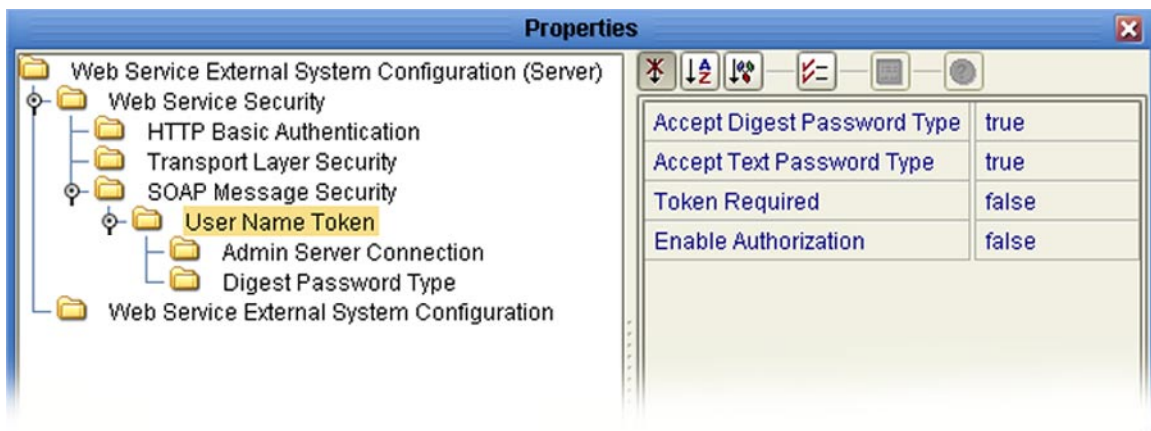 Properties
Web Service External System Configuration (Server)
Web Service Security
HTTP Basic Authentication
Transport Layer Security
SOAP Message Security
User Name Token
Admin Server Connection
Digest Password Type
Web Service External System Configuration
Accept Digest Password Type true
Accept Text Password Type true
Token Required false
Enable Authorization false